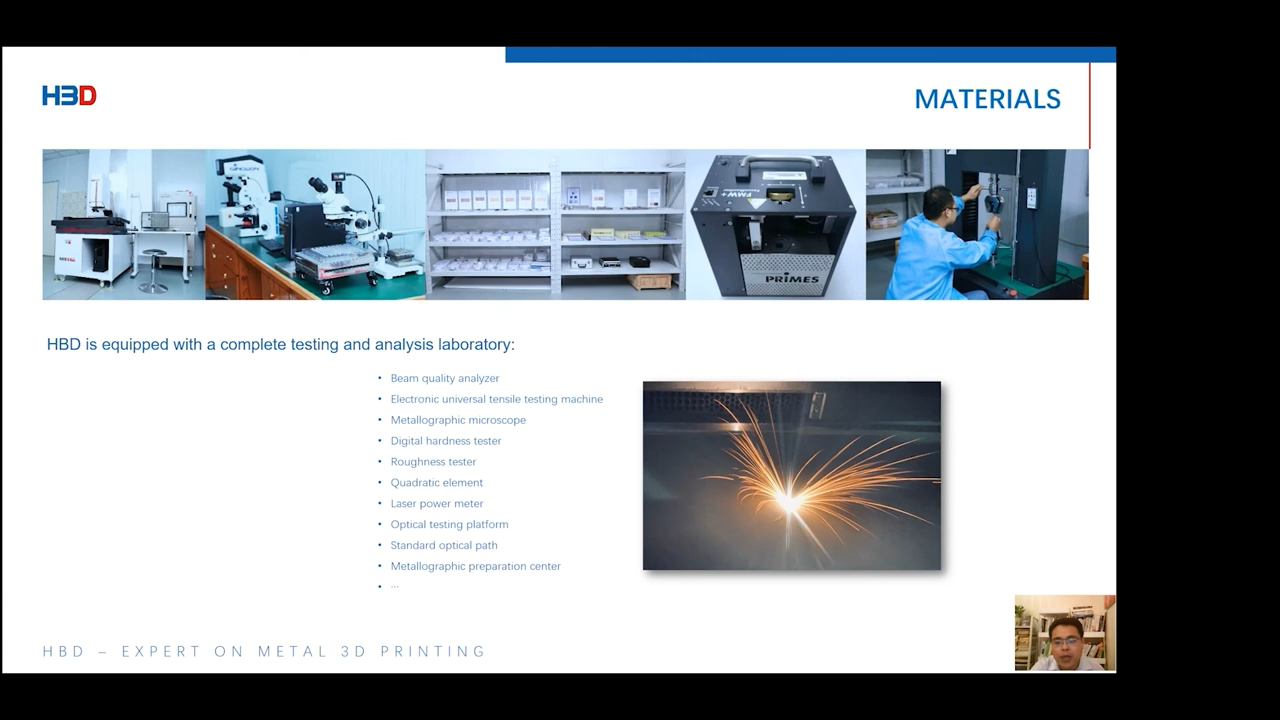 HBD
MATERIALS
PRIMES
HBD is equipped with a complete testing and analysis laboratory:
• Beam quality analyzer
• Electronic universal tensile testing machine
• Metallographic microscope
• Digital hardness tester
• Roughness tester
• Quadratic element
• Laser power meter
• Optical testing platform
• Standard optical path
• Metallographic preparation center
• ...
HBD – EXPERT ON METAL 3D PRINTING